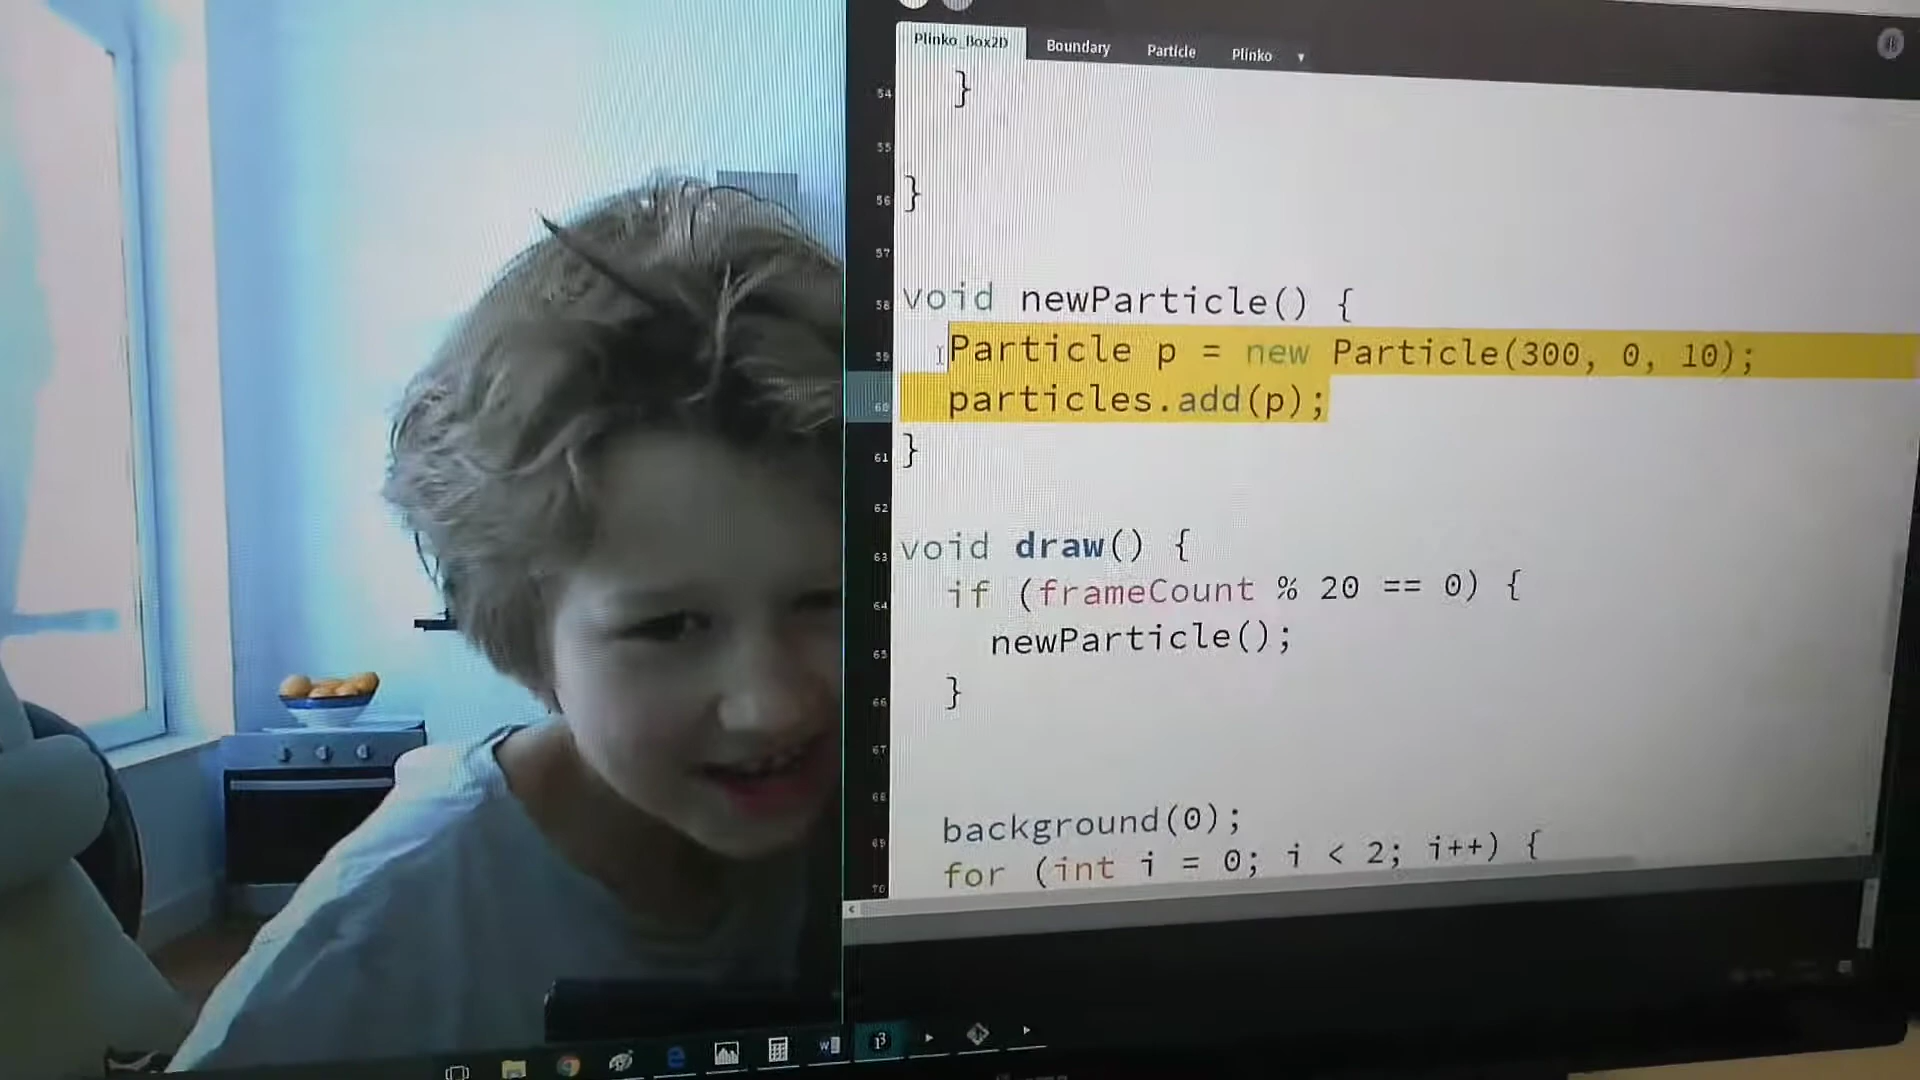 Plinko_Box2D Boundary Particle Plinko
54 }
55
56 }
57
58 void newParticle() {
59 Particle p = new Particle(300, 0, 10);
60 particles.add(p);
61 }
62
63 void draw() {
64 if (frameCount % 20 == 0) {
65 newParticle();
66 }
67
68
69 background(0);
70 for (int i = 0; i < 2; i++) {